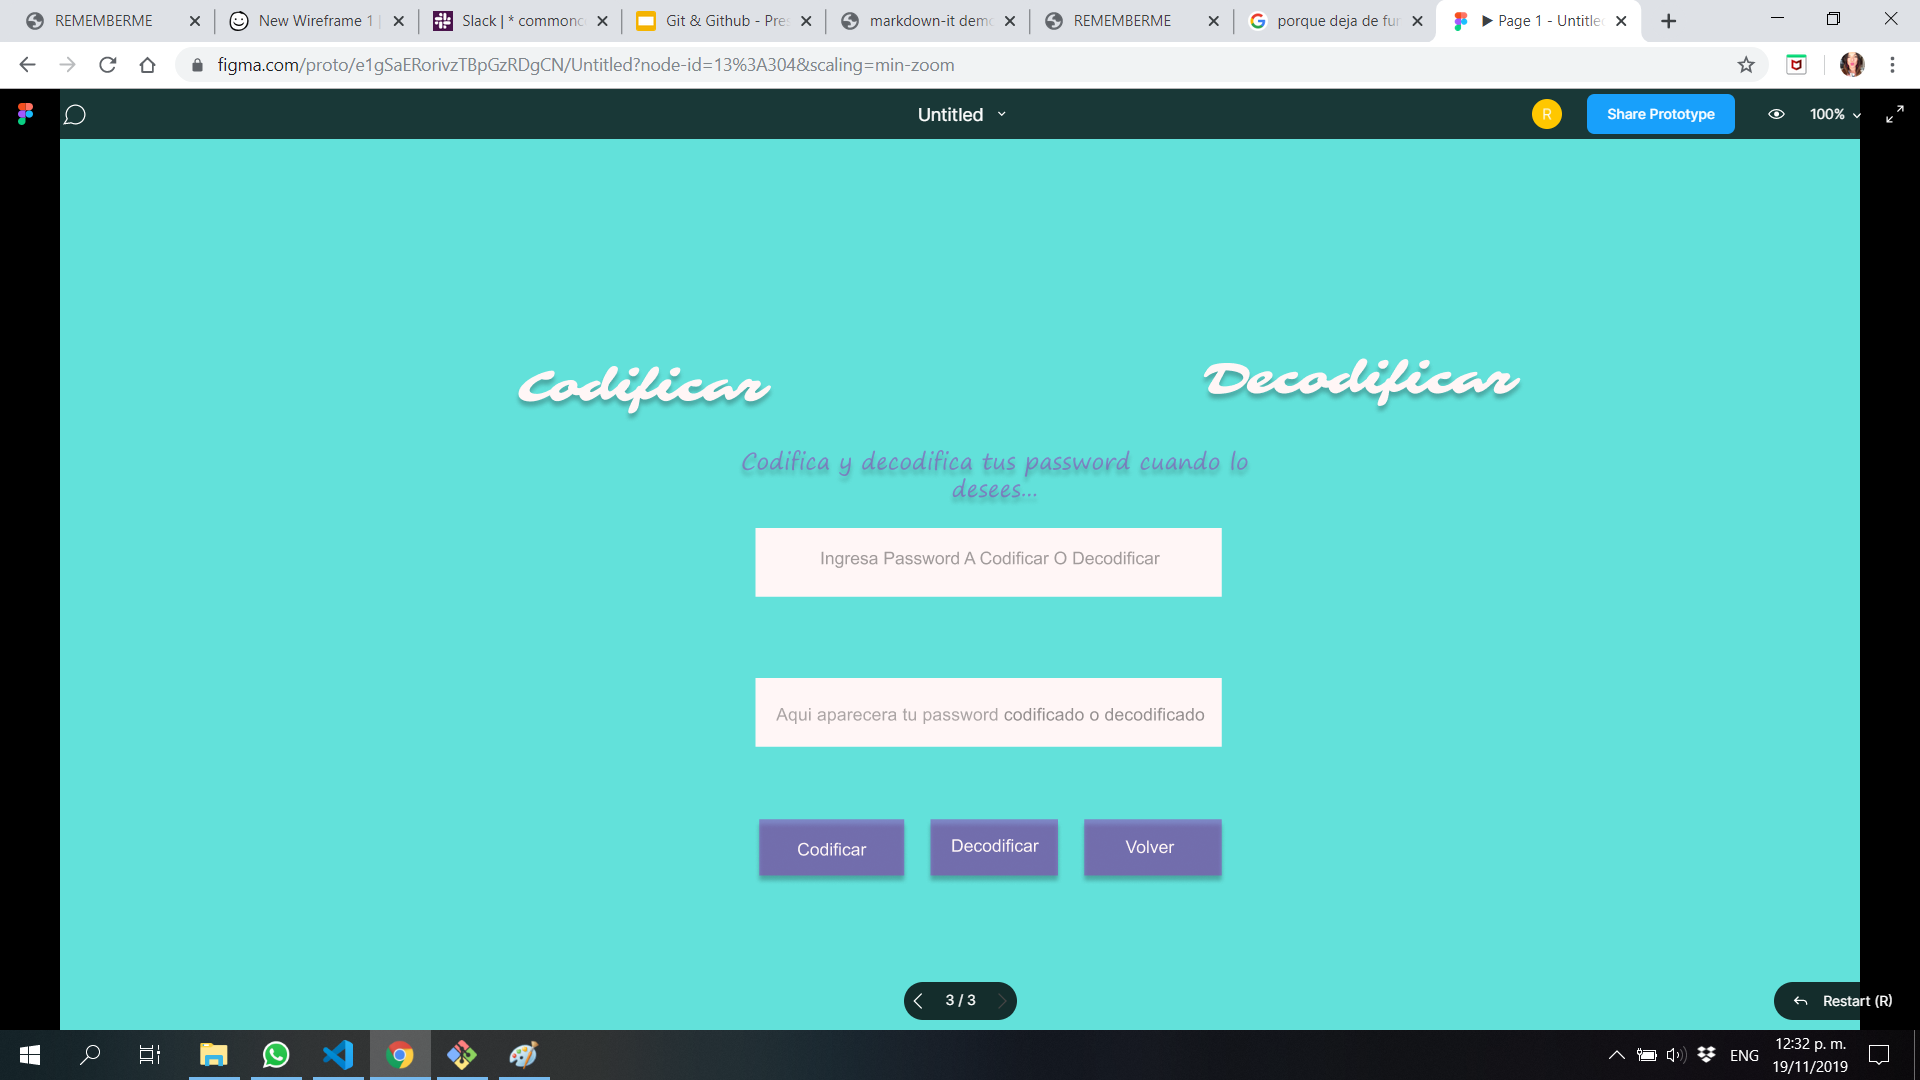 REMEMBERME
New Wireframe 1
Slack | * commonc
Git & Github - Pre
markdown-it demo
REMEMBERME
porque deja de fun
Page 1 - Untitled
figma.com/proto/e1gSaERorivzTBpGzRDgCN/Untitled?node-id=13%3A304&scaling=min-zoom
Untitled
R
Share Prototype
100%
Codificar
Decodificar
Codifica y decodifica tus password cuando lo
desees...
Ingresa Password A Codificar O Decodificar
Aqui aparecera tu password codificado o decodificado
Codificar
Decodificar
Volver
3 / 3
Restart (R)
ENG
12:32 p. m.
19/11/2019